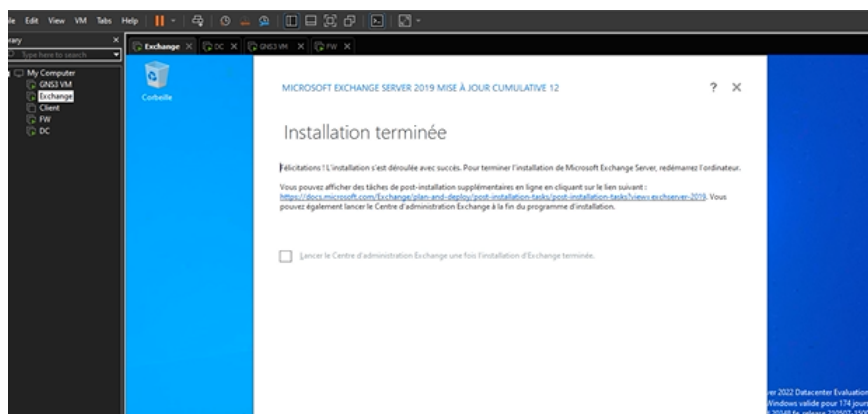 Edit View VM Tabs Help
Type here to search
My Computer
GNS3 VM
Exchange
Client
FW
DC
Exchange DC GNS3 VM FW
Corbeille
MICROSOFT EXCHANGE SERVER 2019 MISE À JOUR CUMULATIVE 12
? ✕
Installation terminée
Félicitations ! L'installation s'est déroulée avec succès. Pour terminer l'installation de Microsoft Exchange Server, redémarrez l'ordinateur.
Vous pouvez afficher des tâches de post-installation supplémentaires en ligne en cliquant sur le lien suivant :
https://docs.microsoft.com/Exchange/plan-and-deploy/post-installation-tasks/post-installation-tasks?view=exchserver-2019. Vous
pouvez également lancer le Centre d'administration Exchange à la fin du programme d'installation.
Lancer le Centre d'administration Exchange une fois l'installation d'Exchange terminée.
2022 Datacenter Evaluation
Windows valide pour 174 jours